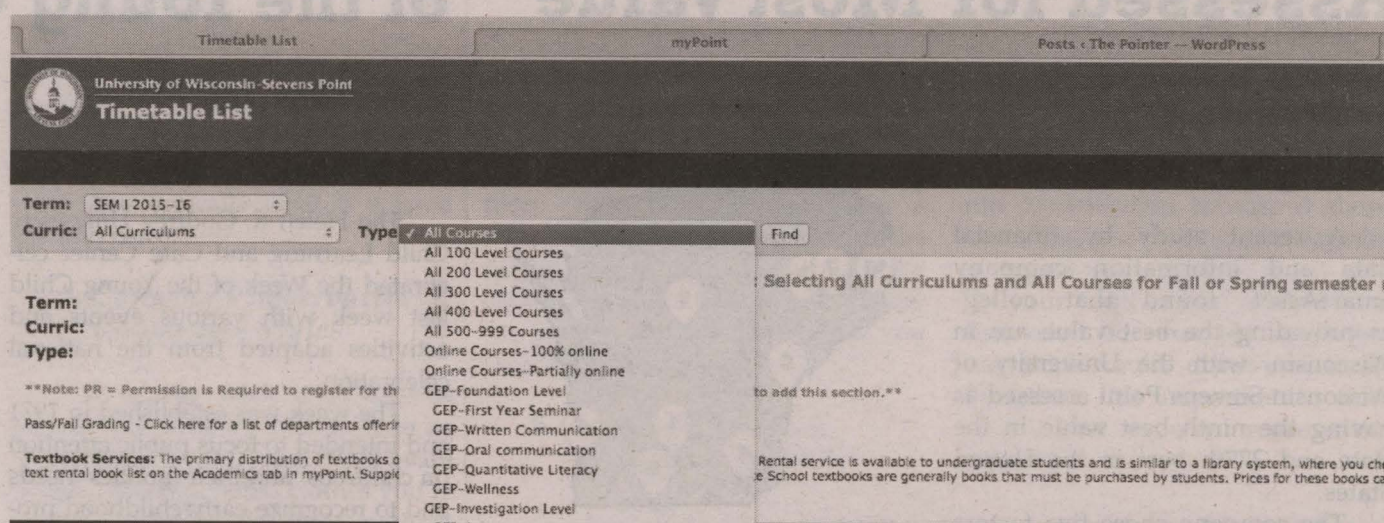 Timetable List
myPoint
Posts ‹ The Pointer — WordPress
University of Wisconsin-Stevens Point
Timetable List
Term: SEM I 2015-16
Curric: All Curriculums Type ✓ All Courses Find
All 100 Level Courses
All 200 Level Courses
All 300 Level Courses
All 400 Level Courses
All 500-999 Courses
Online Courses-100% online
Online Courses-Partially online
GEP-Foundation Level
GEP-First Year Seminar
GEP-Written Communication
GEP-Oral communication
GEP-Quantitative Literacy
GEP-Wellness
GEP-Investigation Level
: Selecting All Curriculums and All Courses for Fall or Spring semester
Term:
Curric:
Type:
**Note: PR = Permission is Required to register for th
to add this section.**
Pass/Fail Grading - Click here for a list of departments offerin
Textbook Services: The primary distribution of textbooks o
Rental service is available to undergraduate students and is similar to a library system, where you che
text rental book list on the Academics tab in myPoint. Supple
e School textbooks are generally books that must be purchased by students. Prices for these books ca